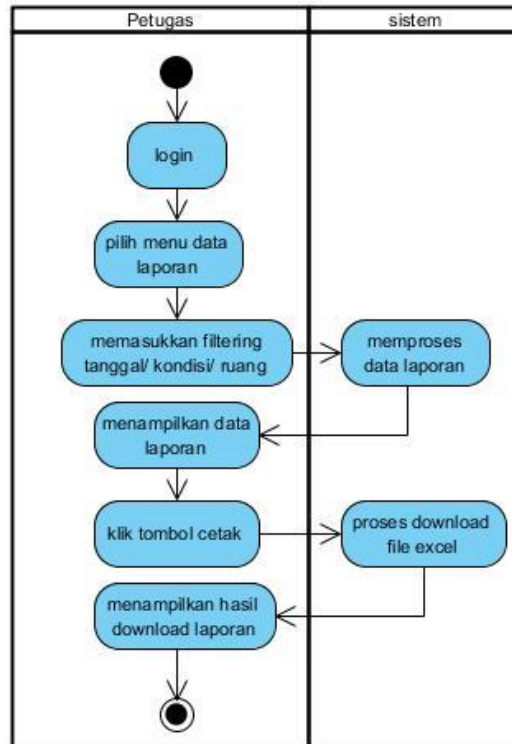 Petugas
sistem
login
pilih menu data
laporan
memasukkan filtering
tanggal/ kondisi/ ruang
memproses
data laporan
menampilkan data
laporan
klik tombol cetak
proses download
file excel
menampilkan hasil
download laporan